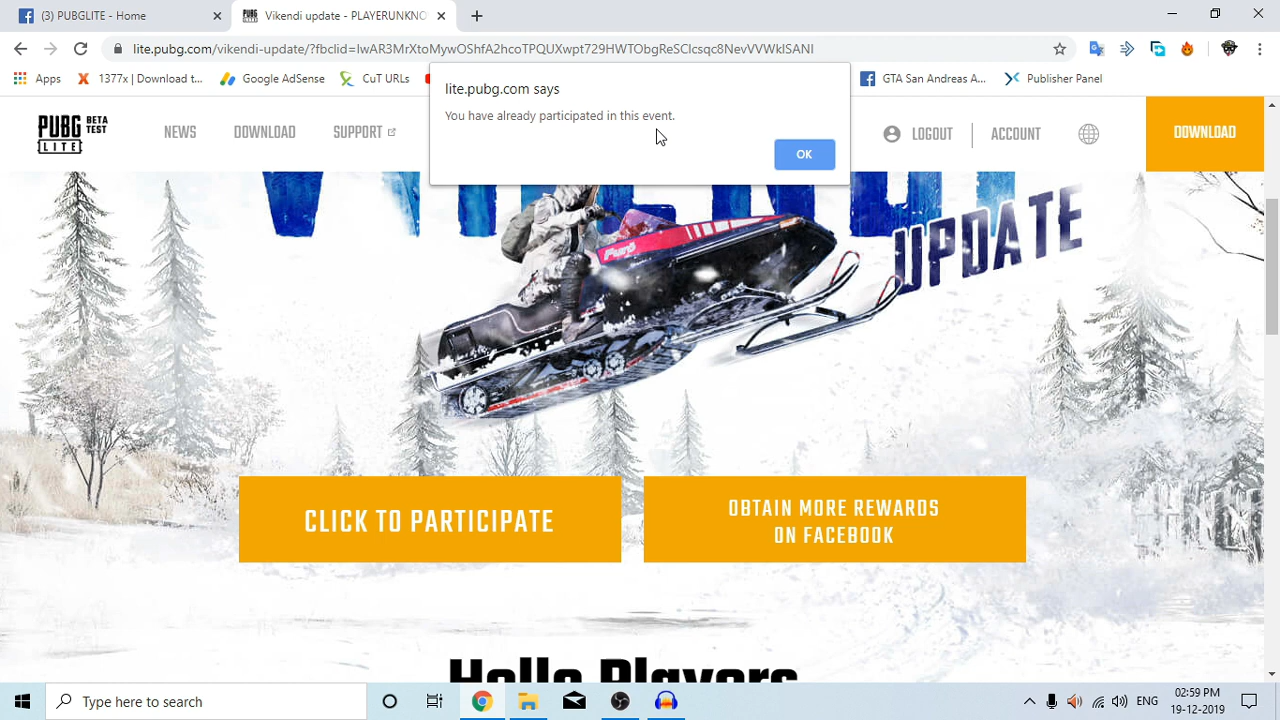 (3) PUBGLITE - Home
Vikendi update - PLAYERUNKNO
lite.pubg.com/vikendi-update/?fbclid=IwAR3MrXtoMywOShfA2hcoTPQUXwpt729HWTObgReSCIcsqc8NevVVWklSANI
Apps
1377x | Download t...
Google AdSense
CuT URLs
GTA San Andreas A...
Publisher Panel
lite.pubg.com says
You have already participated in this event.
OK
PUBG LITE BETA TEST
NEWS
DOWNLOAD
SUPPORT
LOGOUT
ACCOUNT
DOWNLOAD
UPDATE
CLICK TO PARTICIPATE
OBTAIN MORE REWARDS
ON FACEBOOK
Hello Players
Type here to search
ENG
02:59 PM
19-12-2019